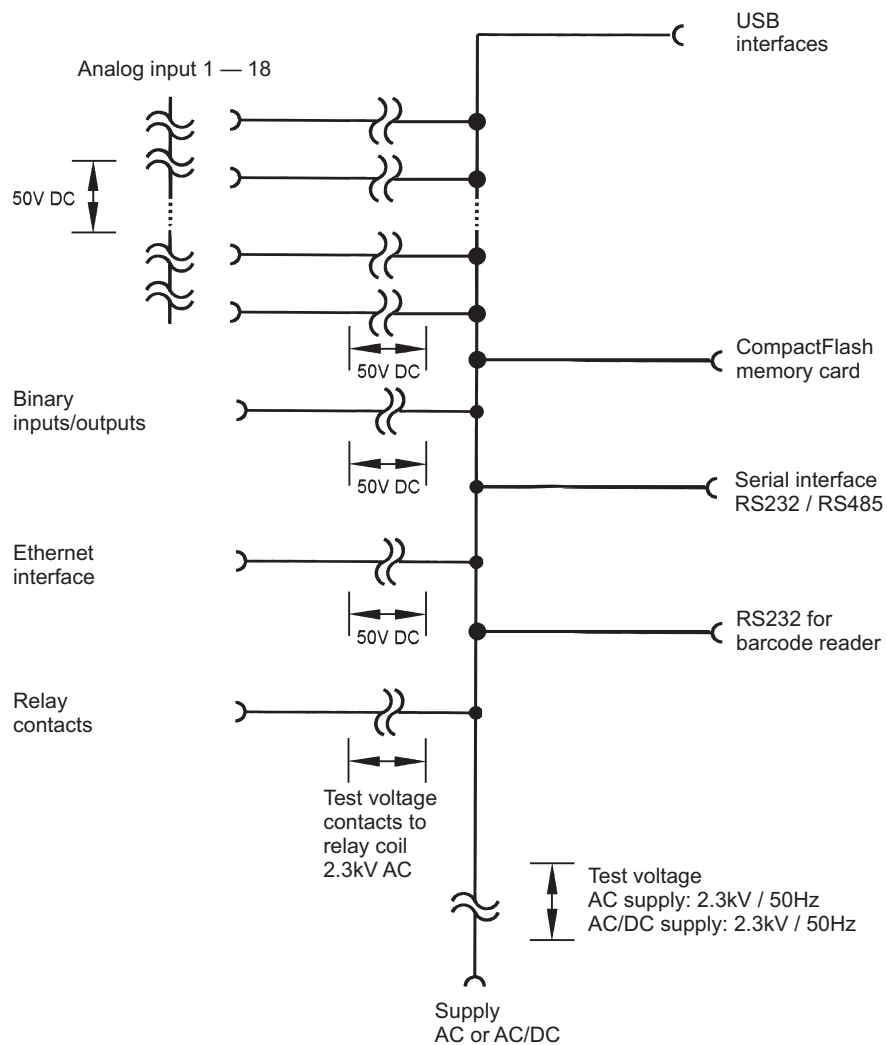 USB
interfaces
Analog input 1 — 18
50V DC
50V DC
CompactFlash
memory card
Binary
inputs/outputs
50V DC
Serial interface
RS232 / RS485
Ethernet
interface
50V DC
RS232 for
barcode reader
Relay
contacts
Test voltage
contacts to
relay coil
2.3kV AC
Test voltage
AC supply: 2.3kV / 50Hz
AC/DC supply: 2.3kV / 50Hz
Supply
AC or AC/DC